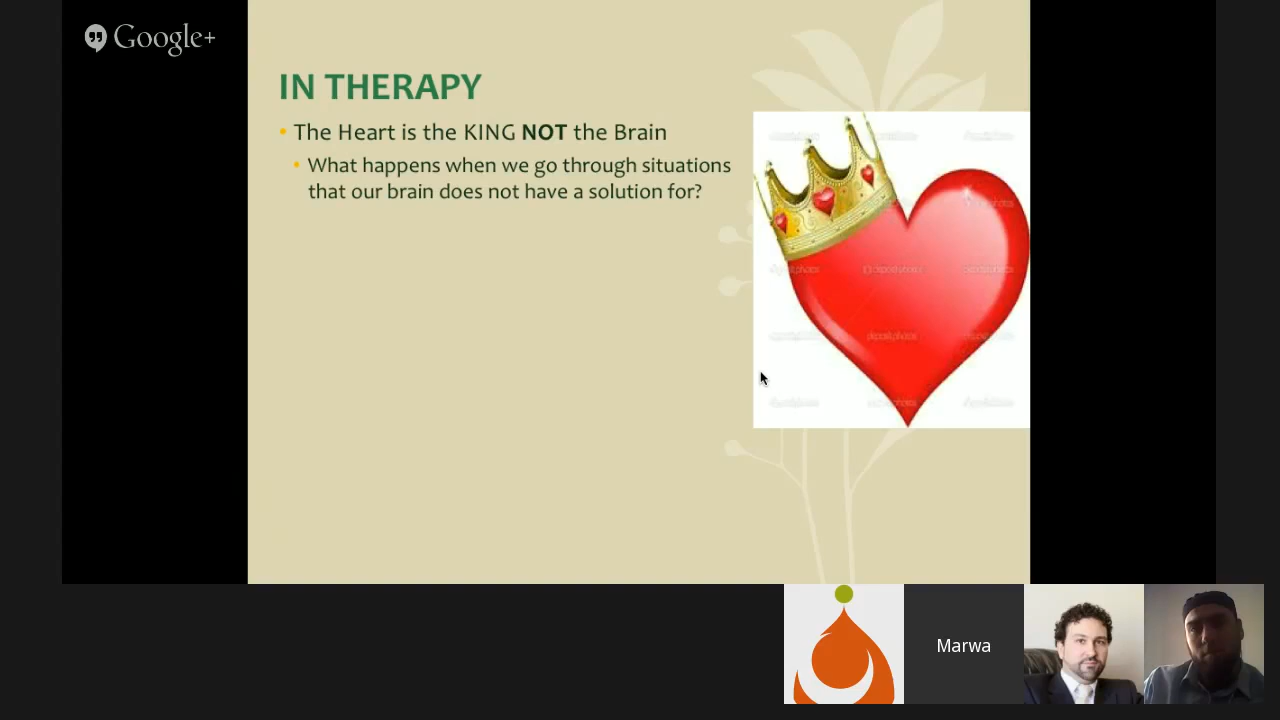 Google+
IN THERAPY
• The Heart is the KING NOT the Brain
• What happens when we go through situations
that our brain does not have a solution for?
depositphotos
Marwa